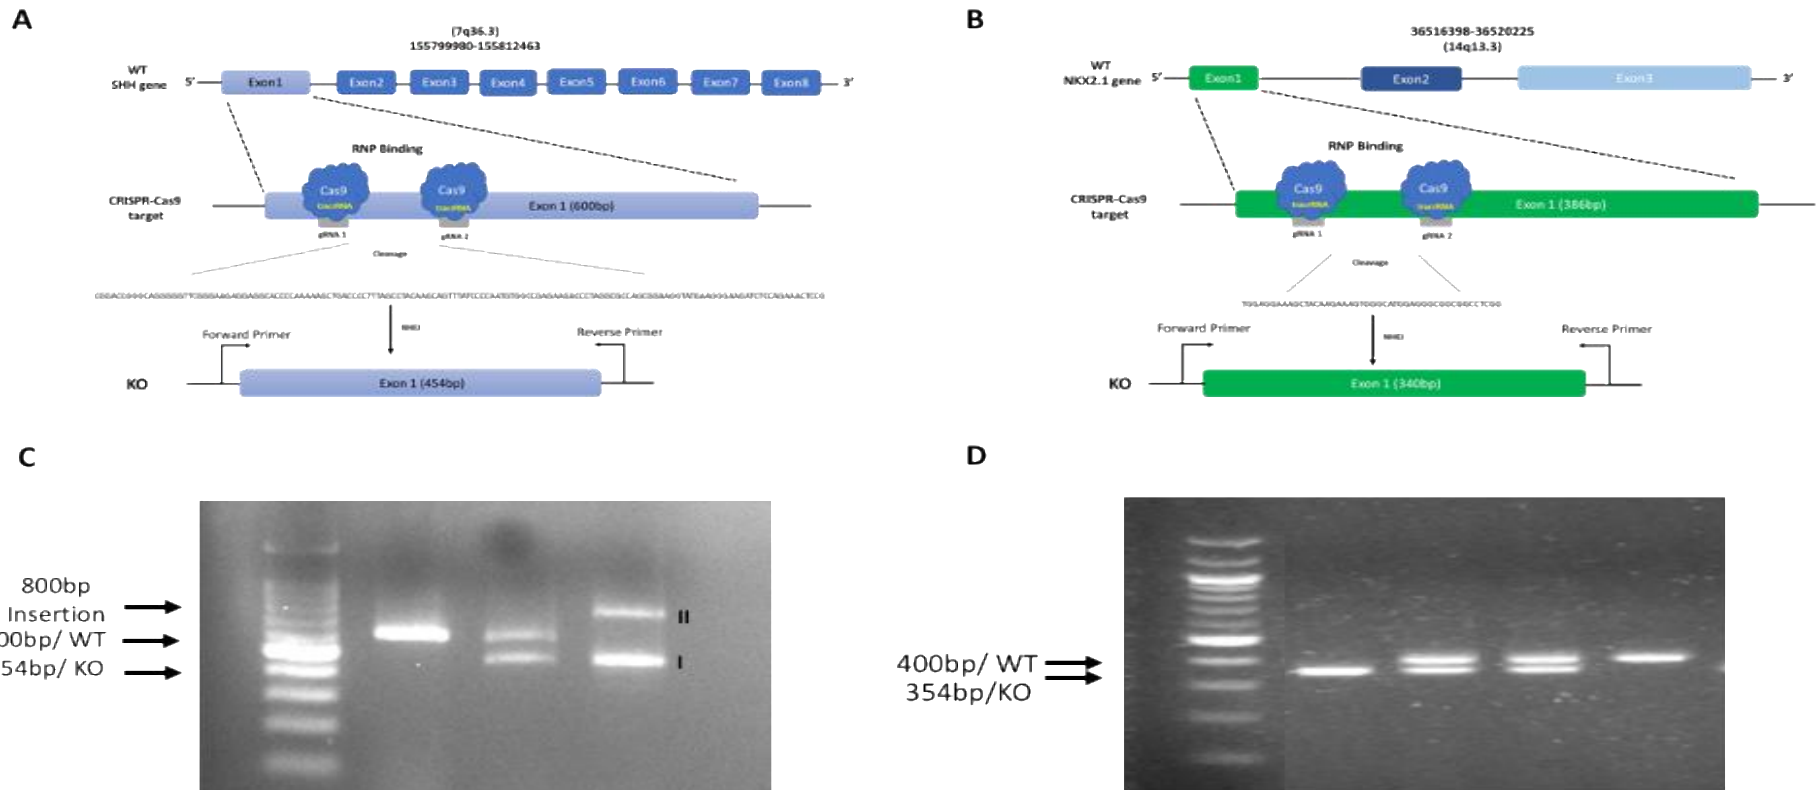 A
(7q36.3)
155799980-155812463
WT
SHH gene
5’
Exon1
Exon2
Exon3
Exon4
Exon5
Exon6
Exon7
Exon8
3’
RNP Binding
Cas9
tracrRNA
Cas9
tracrRNA
CRISPR-Cas9
target
Exon 1 (600bp)
gRNA 1
gRNA 2
Cleavage
NHEJ
Forward Primer
Reverse Primer
KO
Exon 1 (454bp)
B
36516398-36520225
(14q13.3)
WT
NKX2.1 gene
5’
Exon1
Exon2
Exon3
3’
RNP Binding
Cas9
tracrRNA
Cas9
tracrRNA
CRISPR-Cas9
target
Exon 1 (386bp)
gRNA 1
gRNA 2
Cleavage
NHEJ
Forward Primer
Reverse Primer
KO
Exon 1 (340bp)
C
800bp
Insertion
00bp/ WT
54bp/ KO
II
I
D
400bp/ WT
354bp/KO